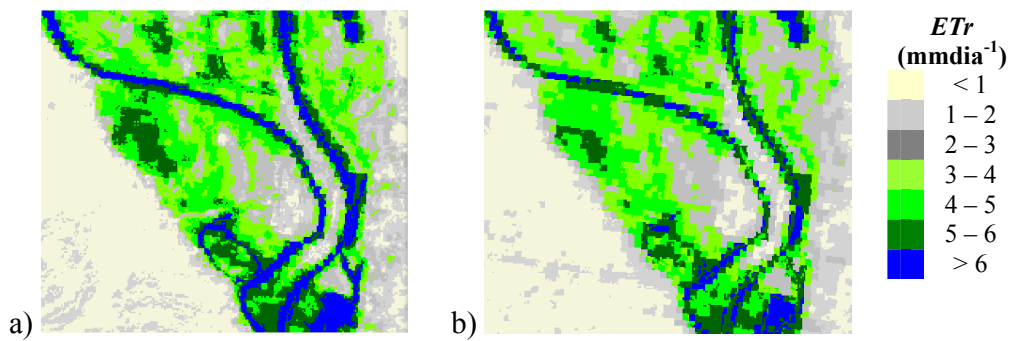 ETr
(mmdia-1)
< 1
1 – 2
2 – 3
3 – 4
4 – 5
5 – 6
> 6
a)
b)